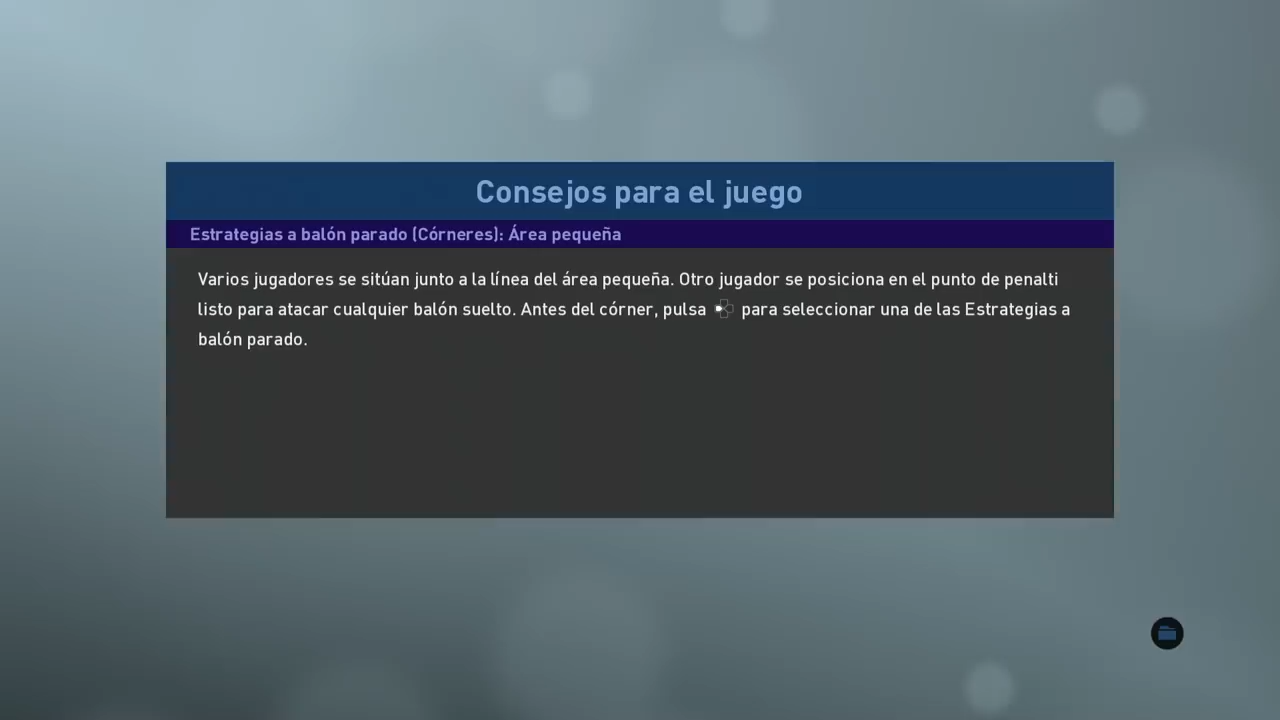 Consejos para el juego
Estrategias a balón parado (Córneres): Área pequeña
Varios jugadores se sitúan junto a la línea del área pequeña. Otro jugador se posiciona en el punto de penalti
listo para atacar cualquier balón suelto. Antes del córner, pulsa para seleccionar una de las Estrategias a
balón parado.